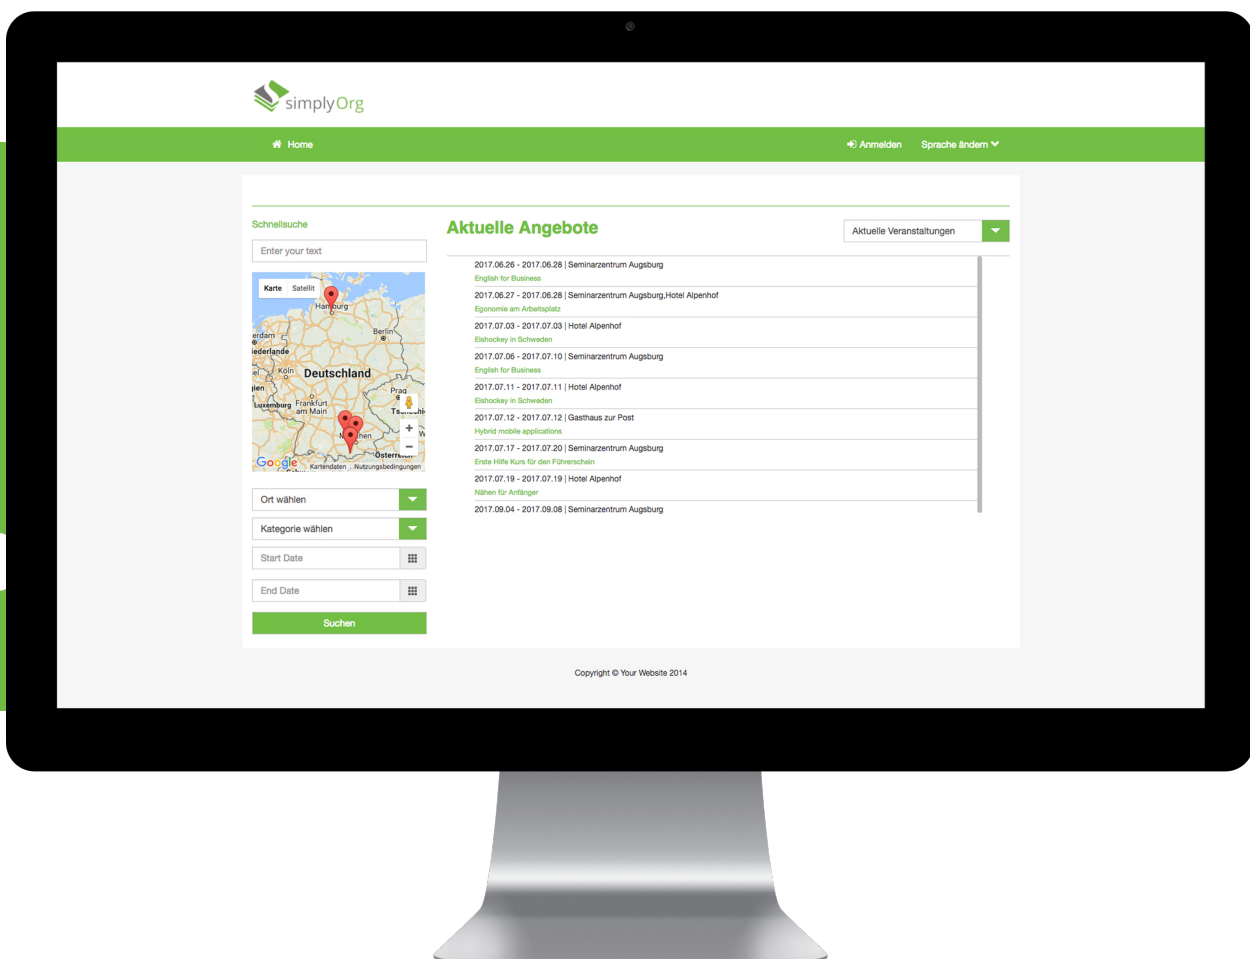 simplyOrg
Home
Anmelden
Sprache ändern
Schnellsuche
Enter your text
Karte
Satellit
Hamburg
Berlin
erdam
iederlande
Köln
Deutschland
gien
Prag
Luxemburg
Frankfurt
am Main
Österreich
Google
Kartendaten
Nutzungsbedingungen
Ort wählen
Kategorie wählen
Start Date
End Date
Suchen
Aktuelle Angebote
Aktuelle Veranstaltungen
2017.06.26 - 2017.06.28 | Seminarzentrum Augsburg
English for Business
2017.06.27 - 2017.06.28 | Seminarzentrum Augsburg,Hotel Alpenhof
Egonomie am Arbeitsplatz
2017.07.03 - 2017.07.03 | Hotel Alpenhof
Eishockey in Schweden
2017.07.06 - 2017.07.10 | Seminarzentrum Augsburg
English for Business
2017.07.11 - 2017.07.11 | Hotel Alpenhof
Eishockey in Schweden
2017.07.12 - 2017.07.12 | Gasthaus zur Post
Hybrid mobile applications
2017.07.17 - 2017.07.20 | Seminarzentrum Augsburg
Erste Hilfe Kurs für den Führerschein
2017.07.19 - 2017.07.19 | Hotel Alpenhof
Nähen für Anfänger
2017.09.04 - 2017.09.08 | Seminarzentrum Augsburg
Copyright © Your Website 2014